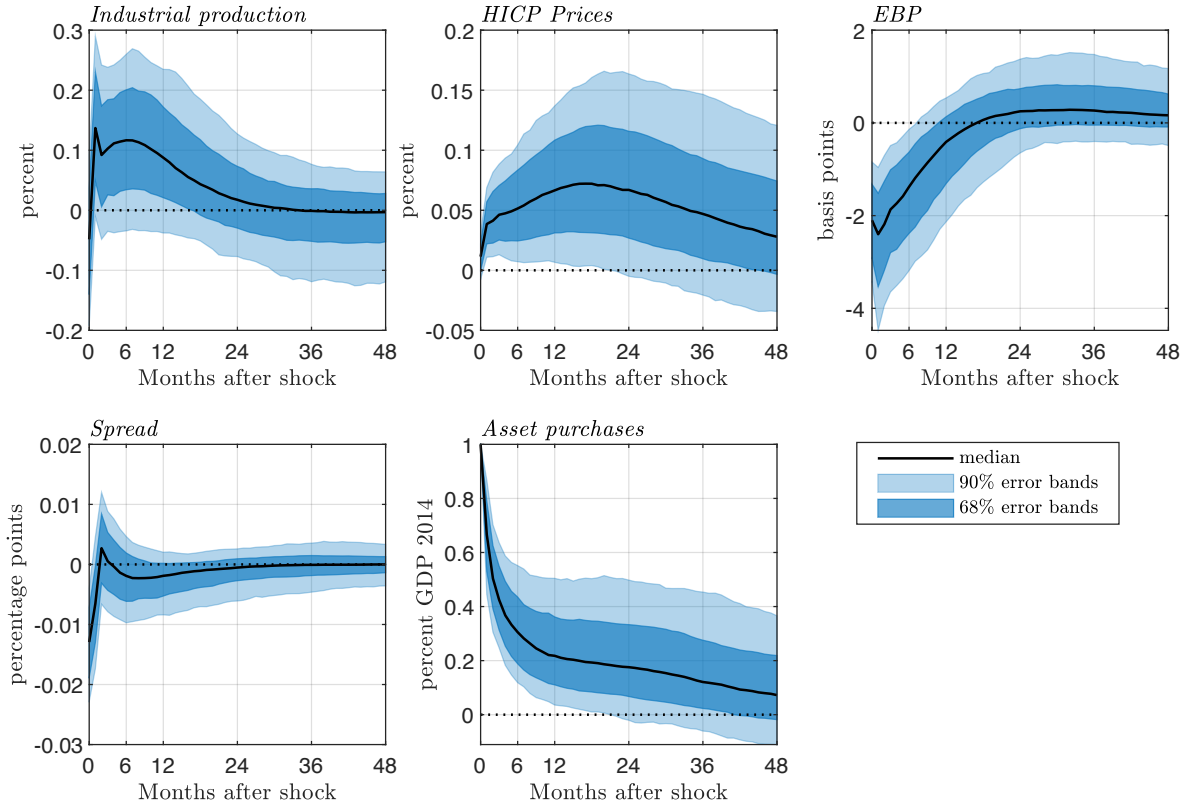 Industrial production
0.3
0.2
0.1
0
-0.1
-0.2
percent
0 6 12 24 36 48
Months after shock
HICP Prices
0.2
0.15
0.1
0.05
0
-0.05
percent
0 6 12 24 36 48
Months after shock
EBP
2
0
-2
-4
basis points
0 6 12 24 36 48
Months after shock
Spread
0.02
0.01
0
-0.01
-0.02
-0.03
percentage points
0 6 12 24 36 48
Months after shock
Asset purchases
1
0.8
0.6
0.4
0.2
0
percent GDP 2014
0 6 12 24 36 48
Months after shock
median
90% error bands
68% error bands